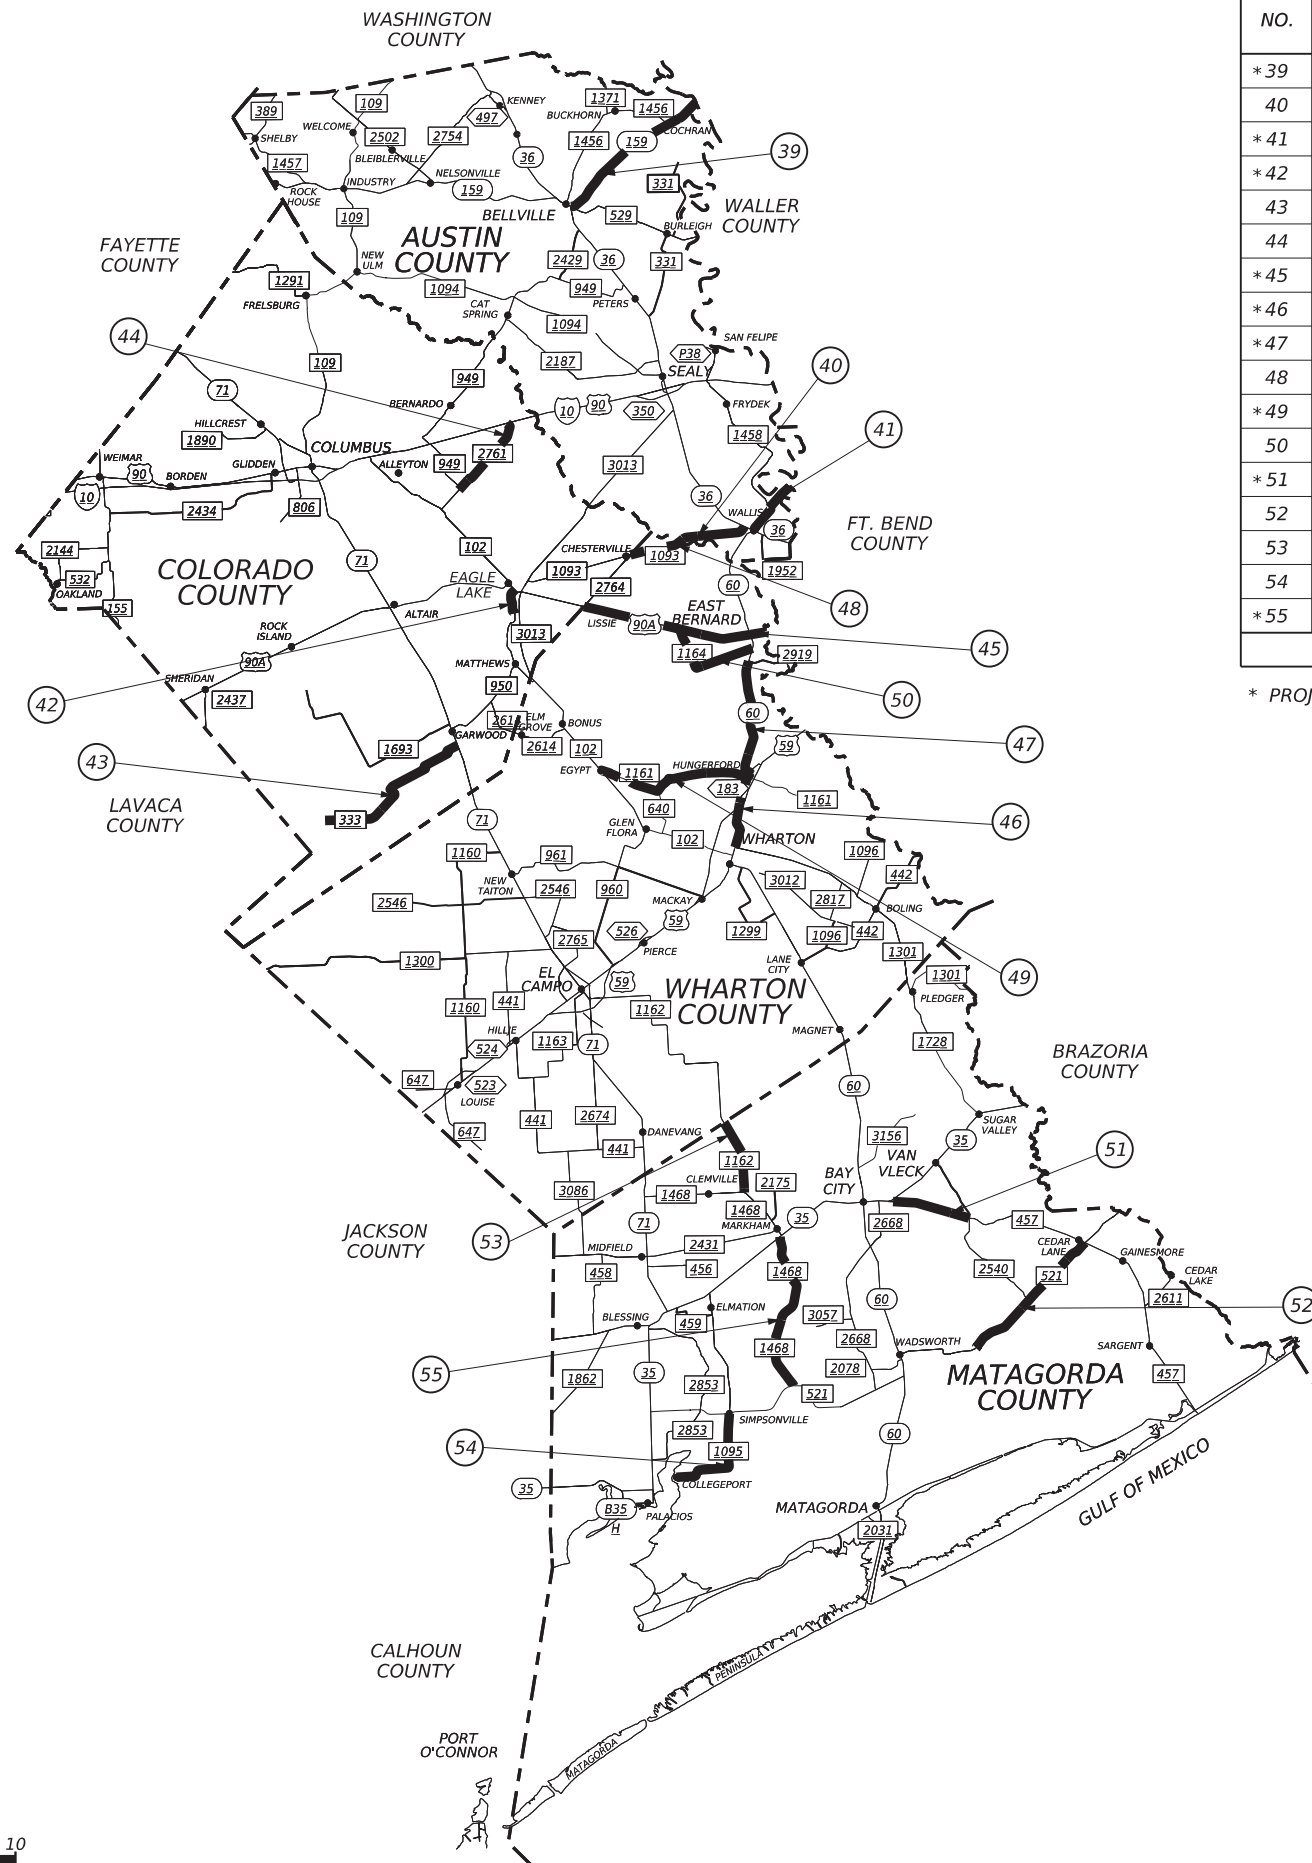 WASHINGTON
COUNTY
NO.
*39
40
*41
*42
43
44
*45
*46
*47
48
*49
50
*51
52
53
54
*55
* PROJ
389
109
KENNEY
497
1371
BUCKHORN
1456
COCHRAN
SHELBY
WELCOME
2502
2754
BLEIBLERVILLE
36
1456
159
39
1457
INDUSTRY
NELSONVILLE
159
331
ROCK
HOUSE
109
BELLVILLE
529
WALLER
COUNTY
BURLEIGH
FAYETTE
COUNTY
AUSTIN
COUNTY
NEW
ULM
2429
36
331
1291
FRELSBURG
1094
949
PETERS
CAT
SPRING
1094
44
SAN FELIPE
P38
109
2187
SEALY
40
949
71
BERNARDO
10
90
350
FRYDEK
HILLCREST
1890
COLUMBUS
1458
41
WEIMAR
90
BORDEN
GLIDDEN
ALLEYTON
949
2761
3013
10
2434
806
36
WALLIS
36
FT. BEND
COUNTY
2144
71
102
CHESTERVILLE
1093
1952
COLORADO
COUNTY
532
OAKLAND
155
EAGLE
LAKE
1093
2764
60
48
ALTAIR
LISSIE
90A
EAST
BERNARD
ROCK
ISLAND
3013
1164
2919
45
90A
MATTHEWS
SHERIDAN
2437
950
50
42
261
ELM
GROVE
BONUS
60
GARWOOD
2614
102
59
47
1693
43
EGYPT
1161
HUNGERFORD
183
1161
LAVACA
COUNTY
333
71
640
46
GLEN
FLORA
102
WHARTON
1160
961
1096
442
NEW
TAITON
2546
960
3012
2817
2546
MACKAY
59
BOLING
526
1299
1096
442
2765
PIERCE
1301
1300
LANE
CITY
49
EL
CAMPO
59
WHARTON
COUNTY
1301
PLEDGER
1160
441
1162
HILLJE
MAGNET
524
1163
71
1728
BRAZORIA
COUNTY
647
523
LOUISE
60
441
2674
SUGAR
VALLEY
647
DANEVANG
3156
35
441
VAN
VLECK
51
1162
BAY
CITY
CLEMVILLE
2175
3086
1468
1468
JACKSON
COUNTY
53
71
MARKHAM
35
2668
457
MIDFIELD
2431
CEDAR
LANE
GAINESMORE
458
456
1468
2540
521
CEDAR
LAKE
2611
60
52
BLESSING
459
ELMATION
3057
2668
WADSWORTH
SARGENT
55
1862
35
1468
2078
MATAGORDA
COUNTY
457
2853
521
SIMPSONVILLE
54
2853
60
1095
35
COLLEGEPORT
GULF OF MEXICO
B35
H
PALACIOS
MATAGORDA
2031
CALHOUN
COUNTY
PENINSULA
PORT
O'CONNOR
MATAGORDA
10